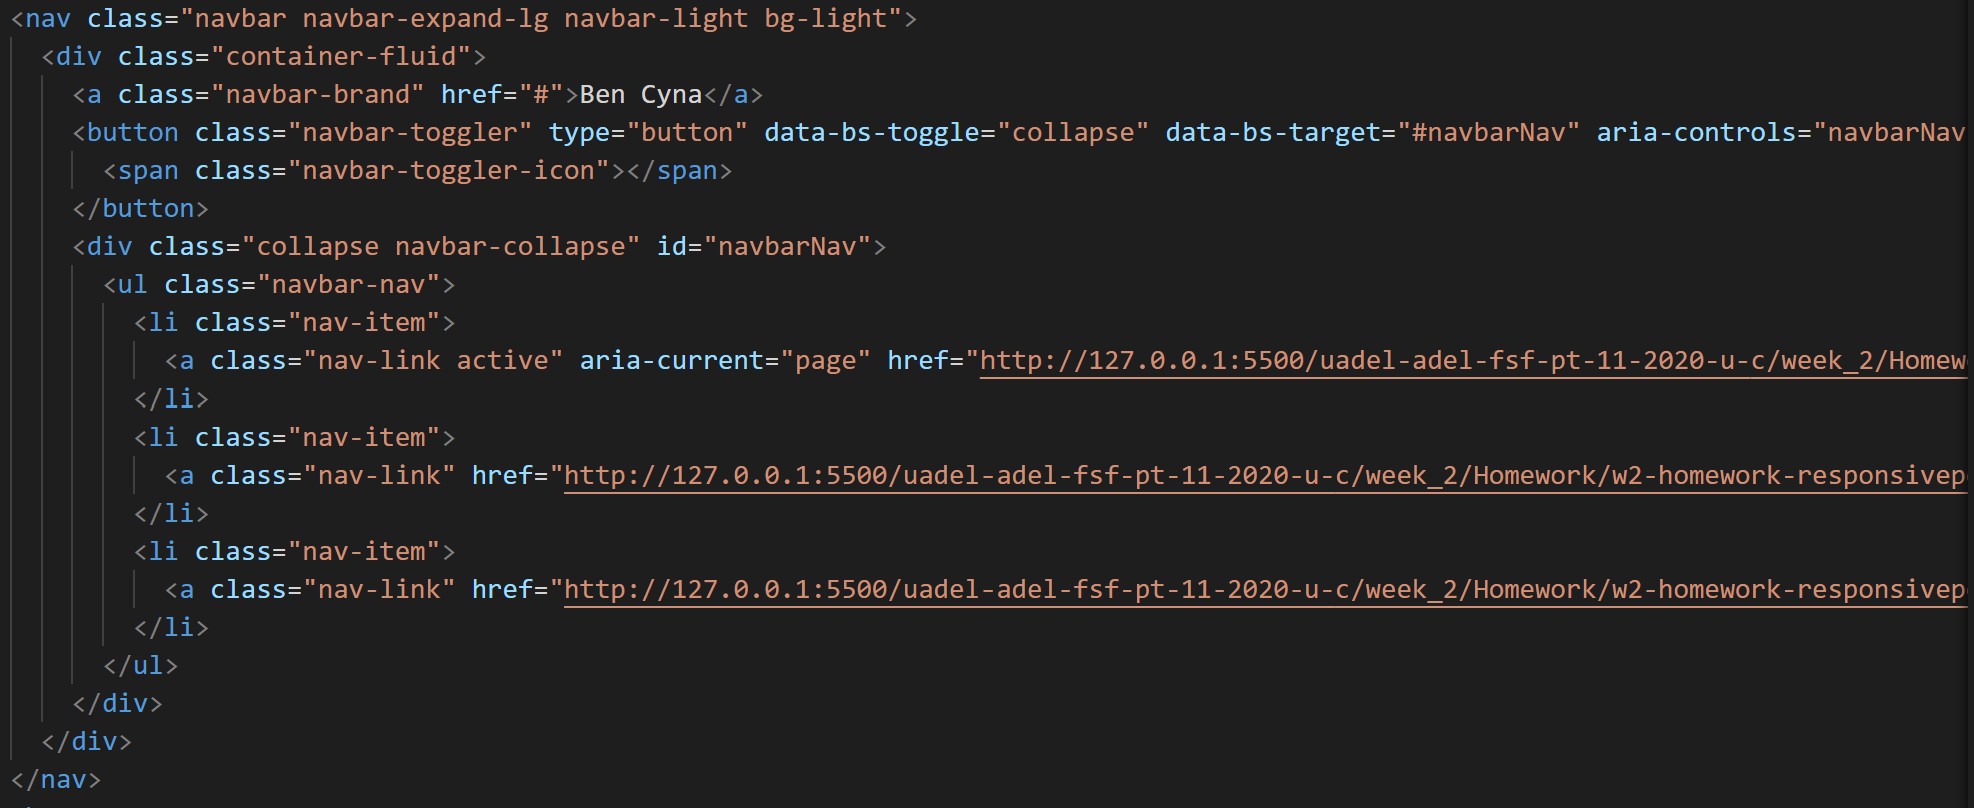 <nav class="navbar navbar-expand-lg navbar-light bg-light">
<div class="container-fluid">
<a class="navbar-brand" href="#">Ben Cyna</a>
<button class="navbar-toggler" type="button" data-bs-toggle="collapse" data-bs-target="#navbarNav" aria-controls="navbarNav
<span class="navbar-toggler-icon"></span>
</button>
<div class="collapse navbar-collapse" id="navbarNav">
<ul class="navbar-nav">
<li class="nav-item">
<a class="nav-link active" aria-current="page" href="http://127.0.0.1:5500/uadel-adel-fsf-pt-11-2020-u-c/week_2/Homew
</li>
<li class="nav-item">
<a class="nav-link" href="http://127.0.0.1:5500/uadel-adel-fsf-pt-11-2020-u-c/week_2/Homework/w2-homework-responsivep
</li>
<li class="nav-item">
<a class="nav-link" href="http://127.0.0.1:5500/uadel-adel-fsf-pt-11-2020-u-c/week_2/Homework/w2-homework-responsivep
</li>
</ul>
</div>
</div>
</nav>